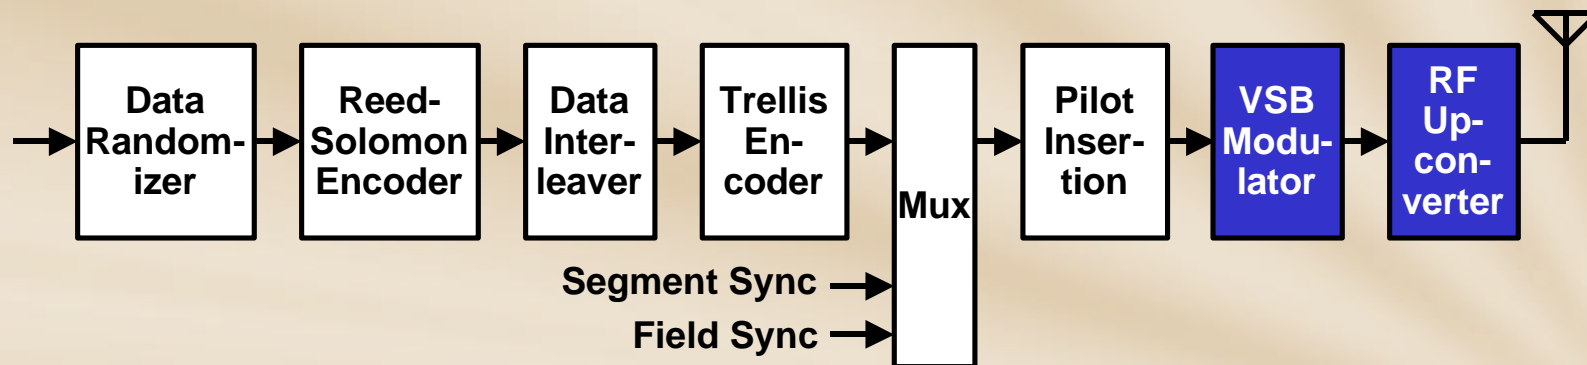 Data
Random-
izer
Reed-
Solomon
Encoder
Data
Inter-
leaver
Trellis
En-
coder
Mux
Pilot
Inser-
tion
VSB
Modu-
lator
RF
Up-
con-
verter
Segment Sync
Field Sync